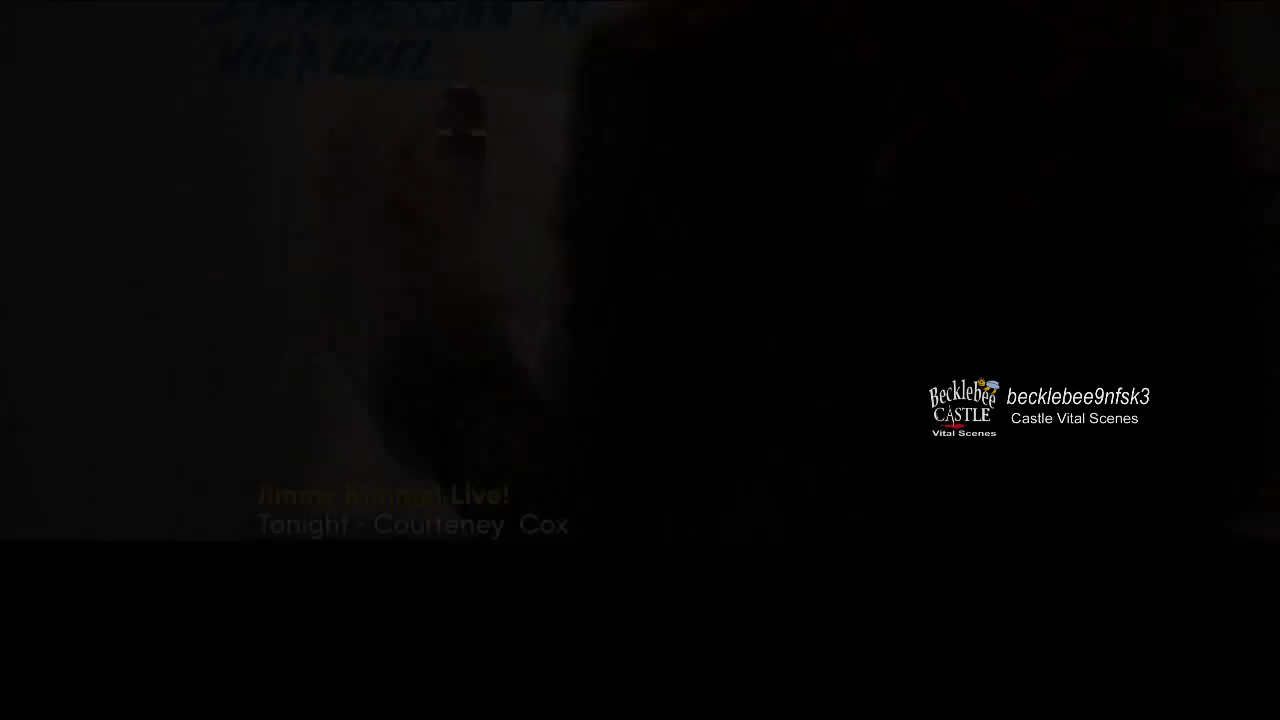 Becklebee
CASTLE
Vital Scenes
becklebee9nfsk3
Castle Vital Scenes
Jimmy Kimmel Live!
Tonight - Courteney Cox